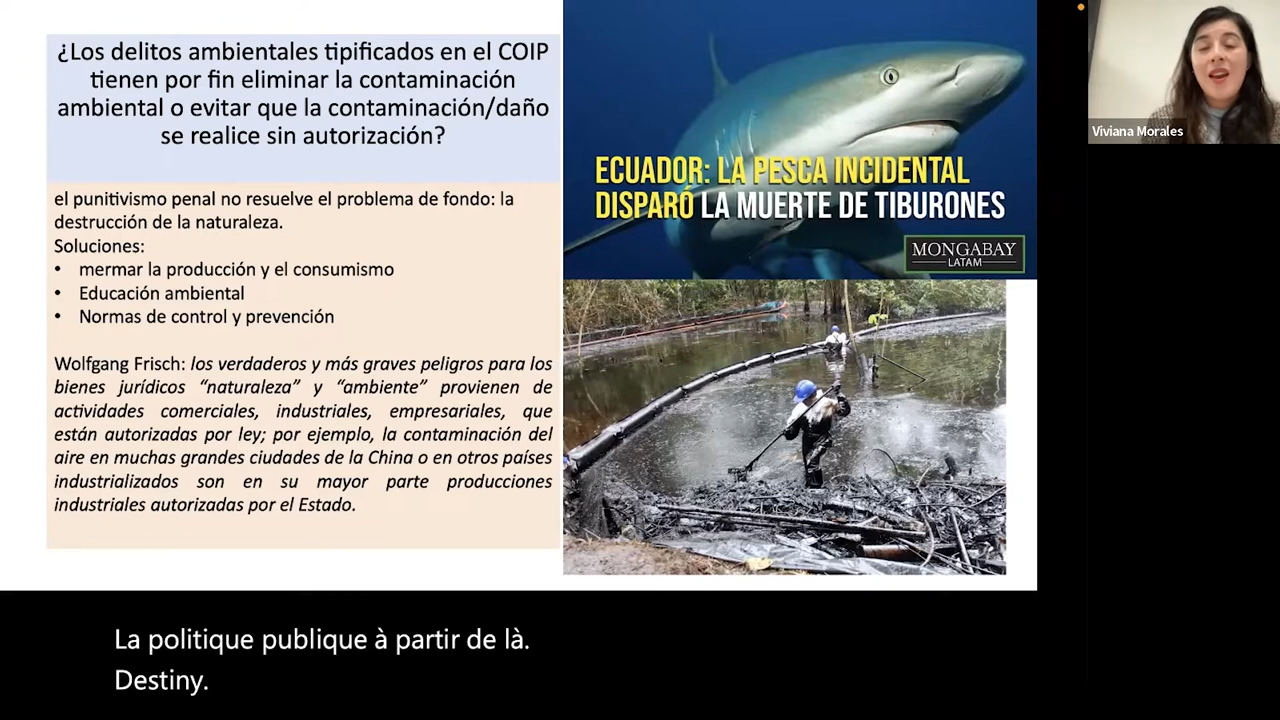 ¿Los delitos ambientales tipificados en el COIP
tienen por fin eliminar la contaminación
ambiental o evitar que la contaminación/daño
se realice sin autorización?
el punitivismo penal no resuelve el problema de fondo: la
destrucción de la naturaleza.
Soluciones:
• mermar la producción y el consumismo
• Educación ambiental
• Normas de control y prevención
Wolfgang Frisch: los verdaderos y más graves peligros para los
bienes jurídicos “naturaleza” y “ambiente” provienen de
actividades comerciales, industriales, empresariales, que
están autorizadas por ley; por ejemplo, la contaminación del
aire en muchas grandes ciudades de la China o en otros países
industrializados son en su mayor parte producciones
industriales autorizadas por el Estado.
ECUADOR: LA PESCA INCIDENTAL
DISPARÓ LA MUERTE DE TIBURONES
MONGABAY
LATAM
Viviana Morales
La politique publique à partir de là.
Destiny.